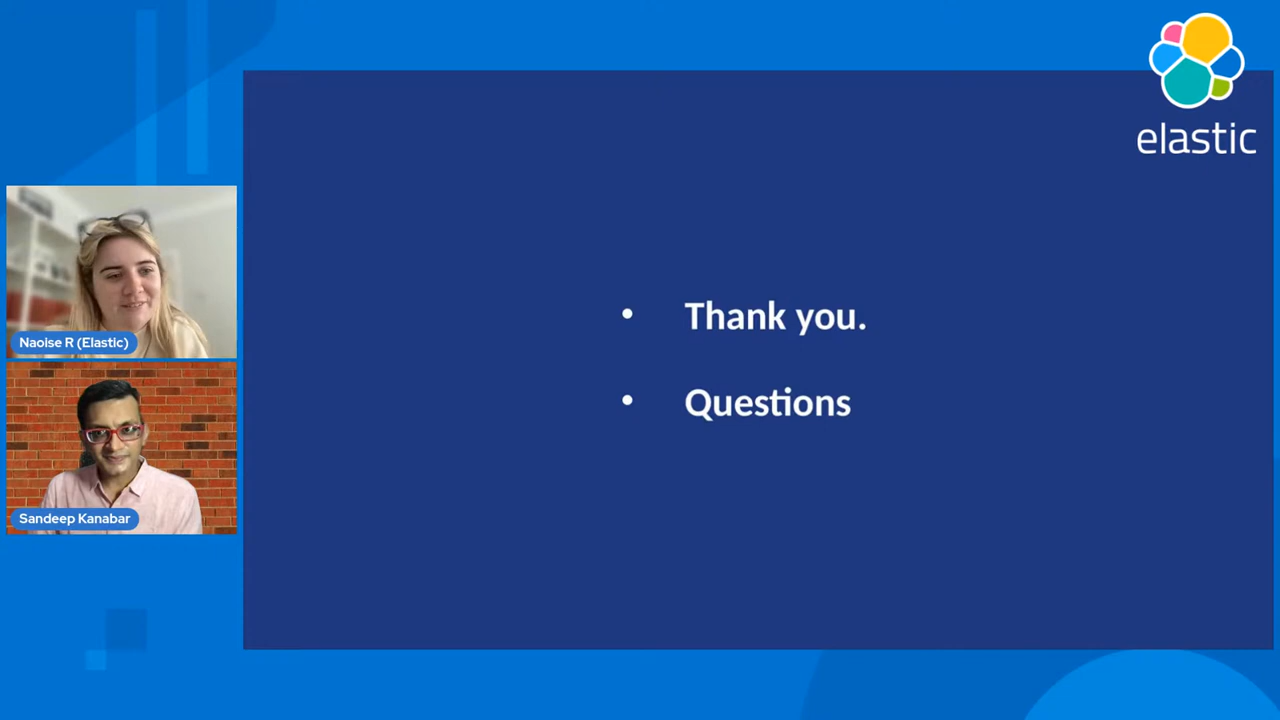 elastic
Naoise R (Elastic)
Sandeep Kanabar
• Thank you.
• Questions